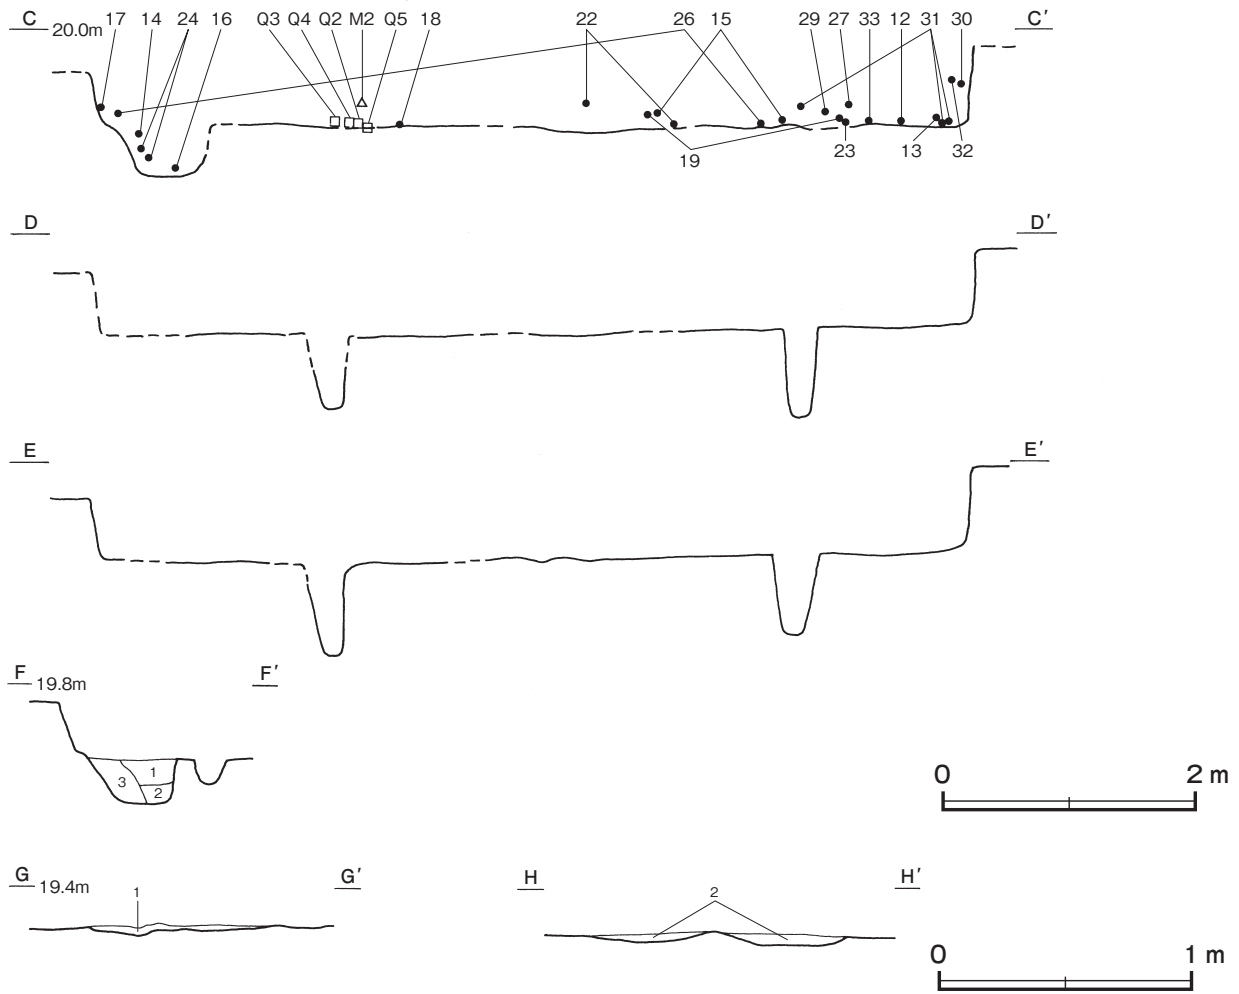 C 20.0m 17 14 24 16 Q3 Q4 Q2 M2 Q5 18 22 26 15 29 27 33 12 31 30 C′
19 23 13 32
D D′
E E′
F 19.8m F′
1
3
2
0 2 m
G 19.4m 1 G′ H 2 H′
0 1 m